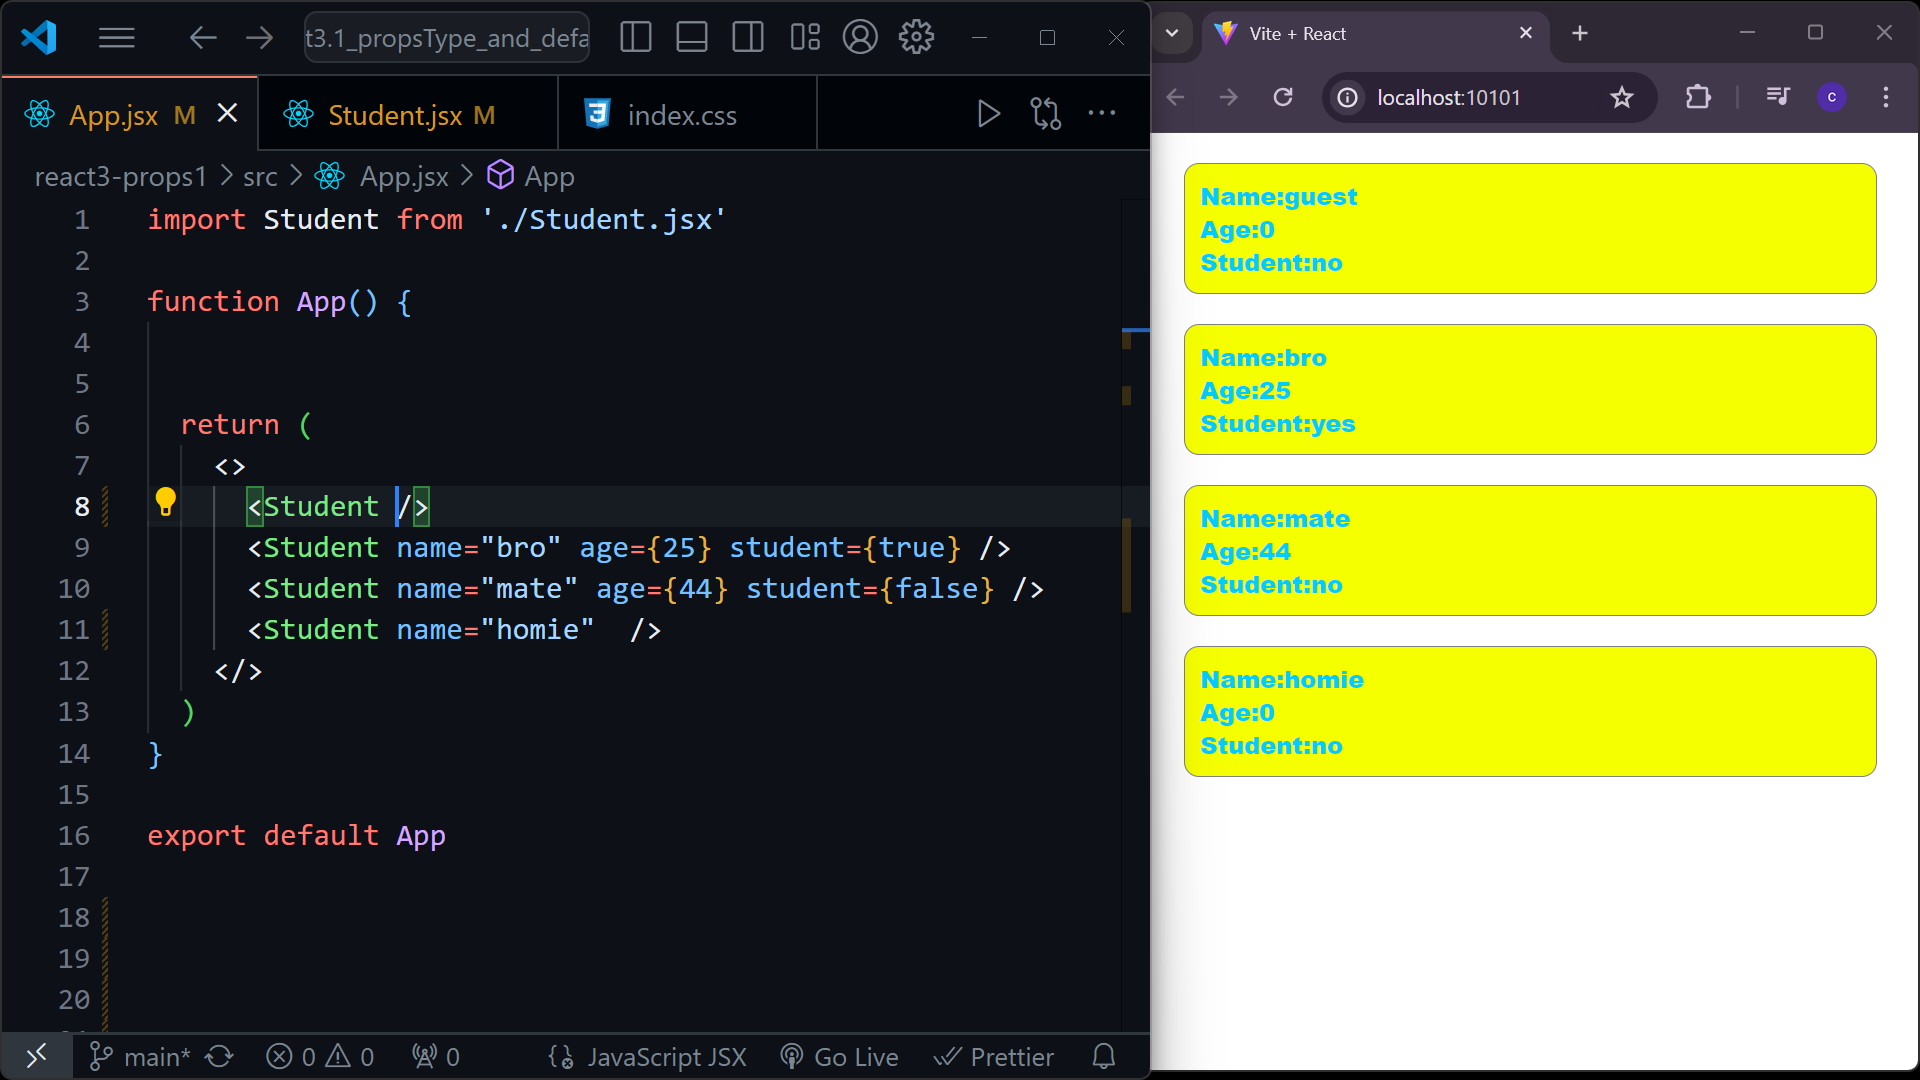 t3.1_propsType_and_defa
App.jsx M
Student.jsx M
index.css
react3-props1 > src > App.jsx > App
1 import Student from './Student.jsx'
2
3 function App() {
4
5
6 return (
7 <>
8 <Student />
9 <Student name="bro" age={25} student={true} />
10 <Student name="mate" age={44} student={false} />
11 <Student name="homie"  />
12 </>
13 )
14 }
15
16 export default App
17
18
19
20
main* 0 0 0 JavaScript JSX Go Live Prettier
Vite + React
localhost:10101
c
Name:guest
Age:0
Student:no
Name:bro
Age:25
Student:yes
Name:mate
Age:44
Student:no
Name:homie
Age:0
Student:no